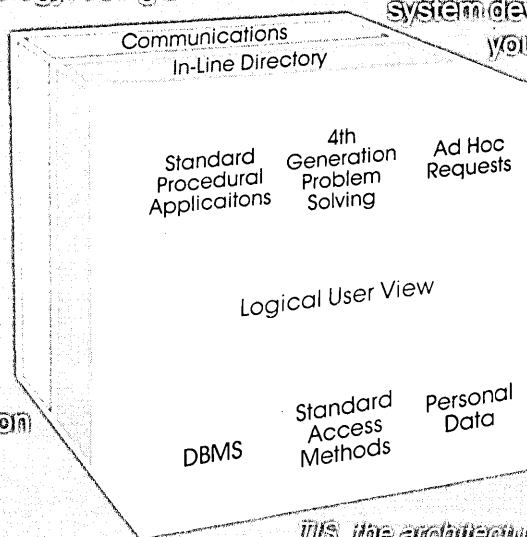 system dev
you
Communications
In-Line Directory
Standard
Procedural
Applicaitons
4th
Generation
Problem
Solving
Ad Hoc
Requests
Logical User View
on
DBMS
Standard
Access
Methods
Personal
Data
TIS, the architectu